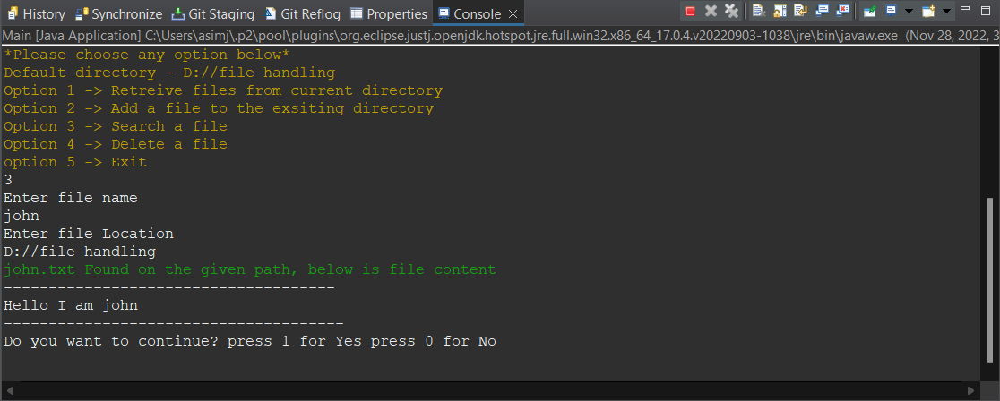 History Synchronize Git Staging Git Reflog Properties Console
Main [Java Application] C:\Users\asimj\.p2\pool\plugins\org.eclipse.justj.openjdk.hotspot.jre.full.win32.x86_64_17.0.4.v20220903-1038\jre\bin\javaw.exe (Nov 28, 2022, 3
*Please choose any option below*
Default directory - D://file handling
Option 1 -> Retreive files from current directory
Option 2 -> Add a file to the exsiting directory
Option 3 -> Search a file
Option 4 -> Delete a file
option 5 -> Exit
3
Enter file name
john
Enter file Location
D://file handling
john.txt Found on the given path, below is file content
-------------------------------------
Hello I am john
--------------------------------------
Do you want to continue? press 1 for Yes press 0 for No